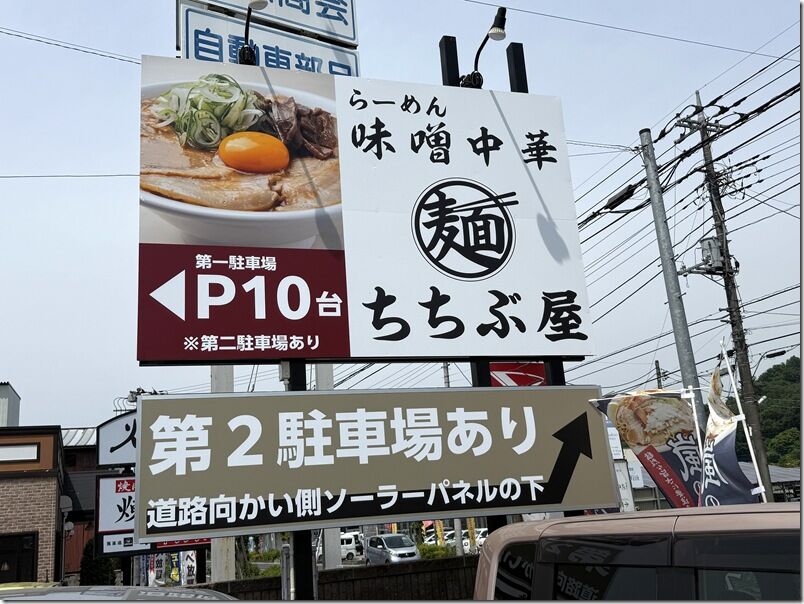 自動車部品
らーめん
味噌中華
麺
ちちぶ屋
第一駐車場
P10台
※第二駐車場あり
第2駐車場あり
道路向かい側ソーラーパネルの下